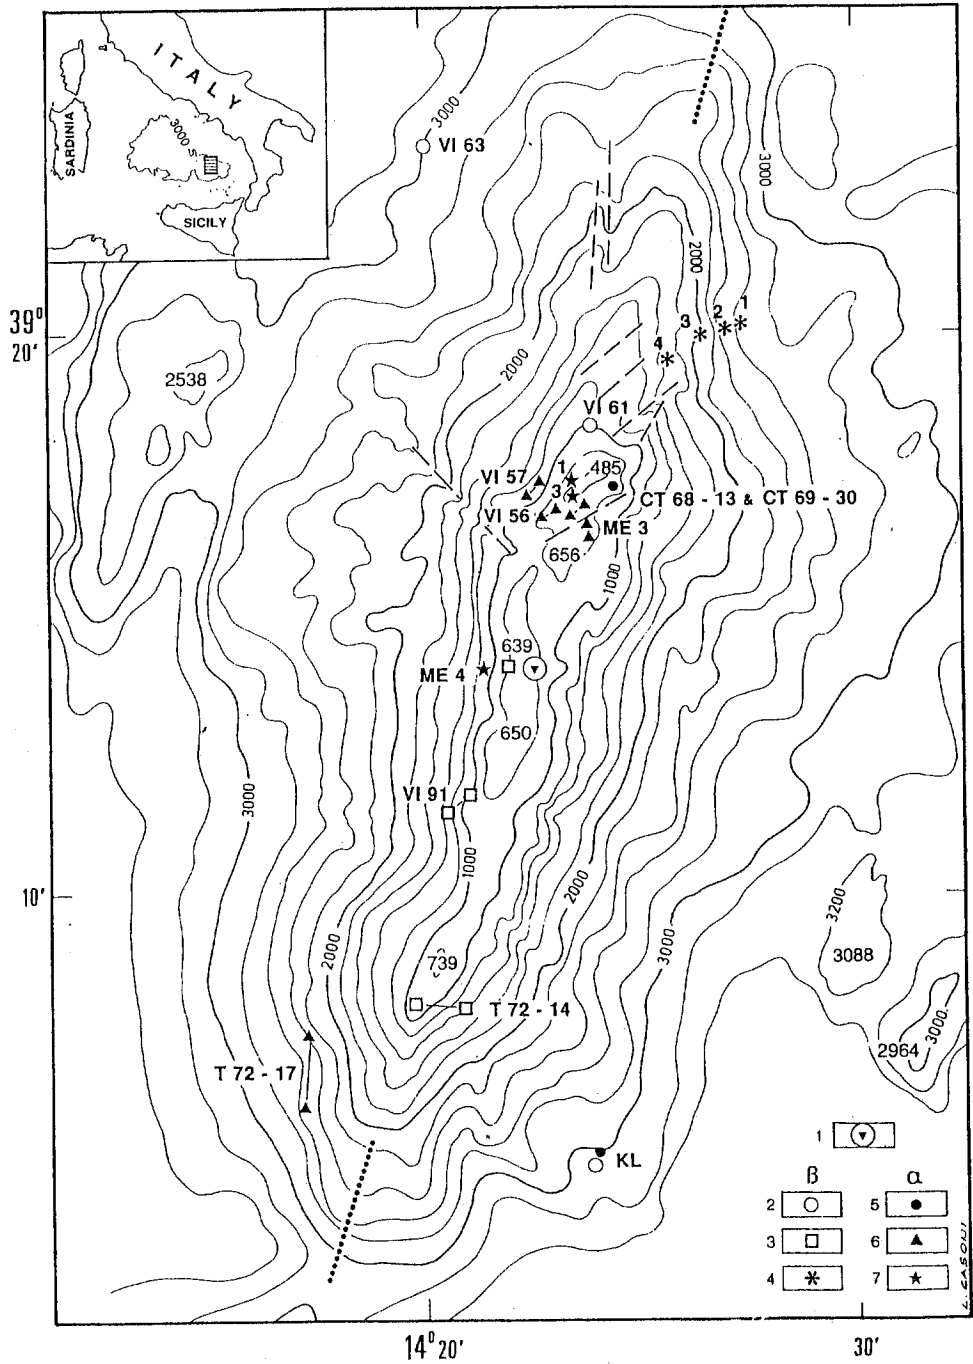 ITALY
SARDINIA
3000
SICILY
3000
VI 63
3000
2000
39°
20'
1
2
3
4
2538
2000
VI 61
1
485
VI 57
3
CT 68 - 13 & CT 69 - 30
VI 56
ME 3
656
1000
639
ME 4
650
3000
VI 91
1000
10'
2000
3200
3088
2000
739
3000
T 72 - 14
3000
2964
T 72 - 17
1
KL
β
α
2
5
3
6
4
7
L. CASONI
14° 20'
30'